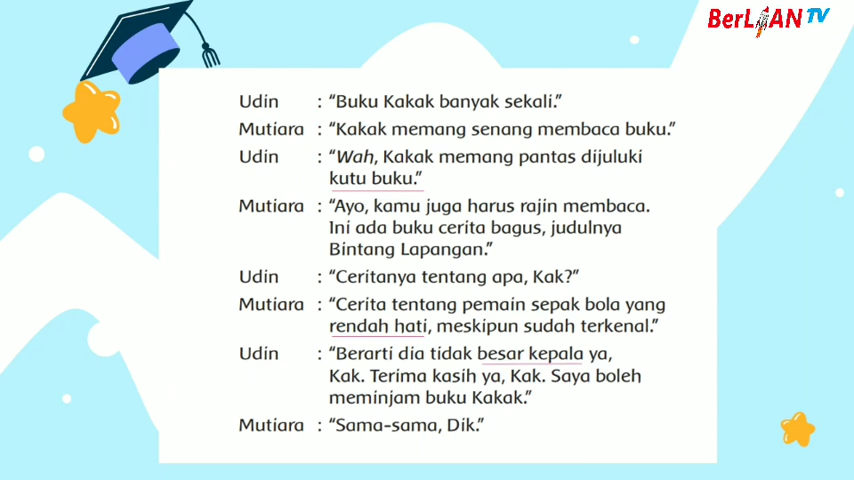 BerLIAN TV
Udin : “Buku Kakak banyak sekali.”
Mutiara : “Kakak memang senang membaca buku.”
Udin : “Wah, Kakak memang pantas dijuluki
kutu buku.”
Mutiara : “Ayo, kamu juga harus rajin membaca.
Ini ada buku cerita bagus, judulnya
Bintang Lapangan.”
Udin : “Ceritanya tentang apa, Kak?”
Mutiara : “Cerita tentang pemain sepak bola yang
rendah hati, meskipun sudah terkenal.”
Udin : “Berarti dia tidak besar kepala ya,
Kak. Terima kasih ya, Kak. Saya boleh
meminjam buku Kakak.”
Mutiara : “Sama-sama, Dik.”